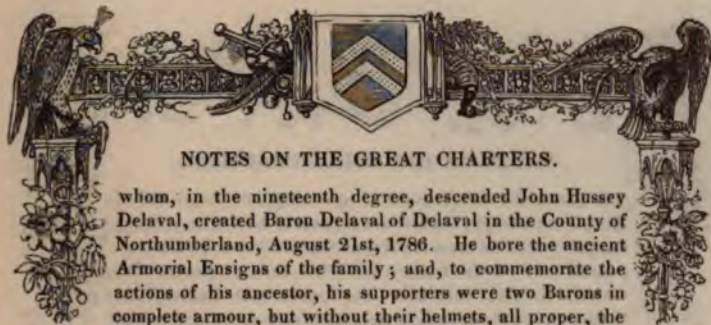 NOTES ON THE GREAT CHARTERS.
whom, in the nineteenth degree, descended John Hussey
Delaval, created Baron Delaval of Delaval in the County of
Northumberland, August 21st, 1786. He bore the ancient
Armorial Ensigns of the family; and, to commemorate the
actions of his ancestor, his supporters were two Barons in
complete armour, but without their helmets, all proper, the